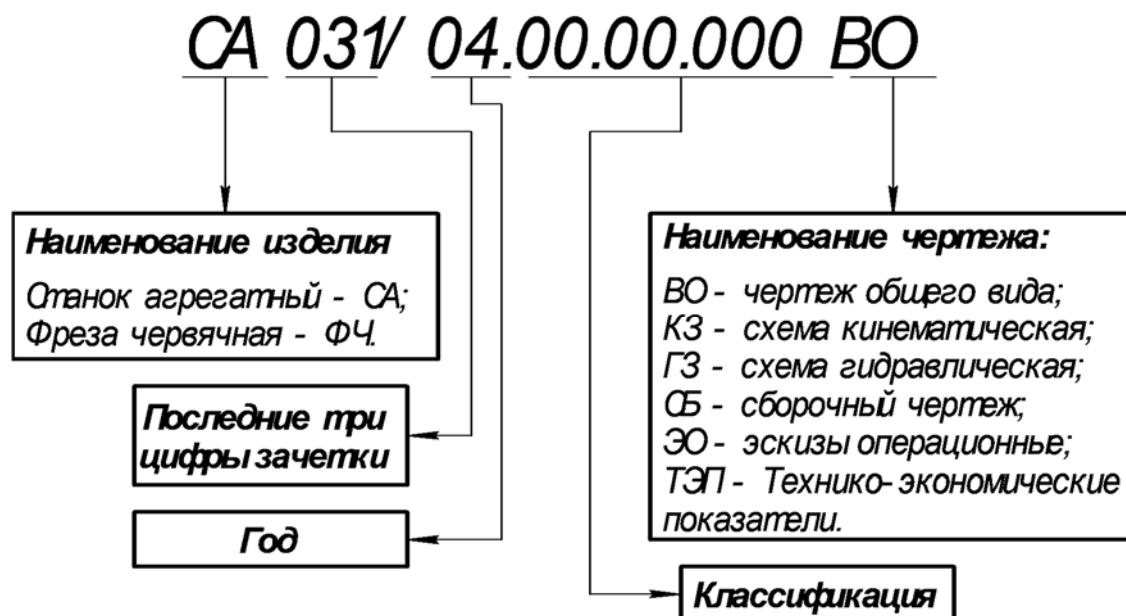 СА 031/ 04.00.00.000 ВО
Наименование изделия
Станок агрегатный - СА;
Фреза червячная - ФЧ.
Последние три
цифры зачетки
Год
Наименование чертежа:
ВО - чертеж общего вида;
КЗ - схема кинематическая;
ГЗ - схема гидравлическая;
СБ - сборочный чертеж;
ЭО - эскизы операционные;
ТЭП - Технико-экономические
показатели.
Классификация